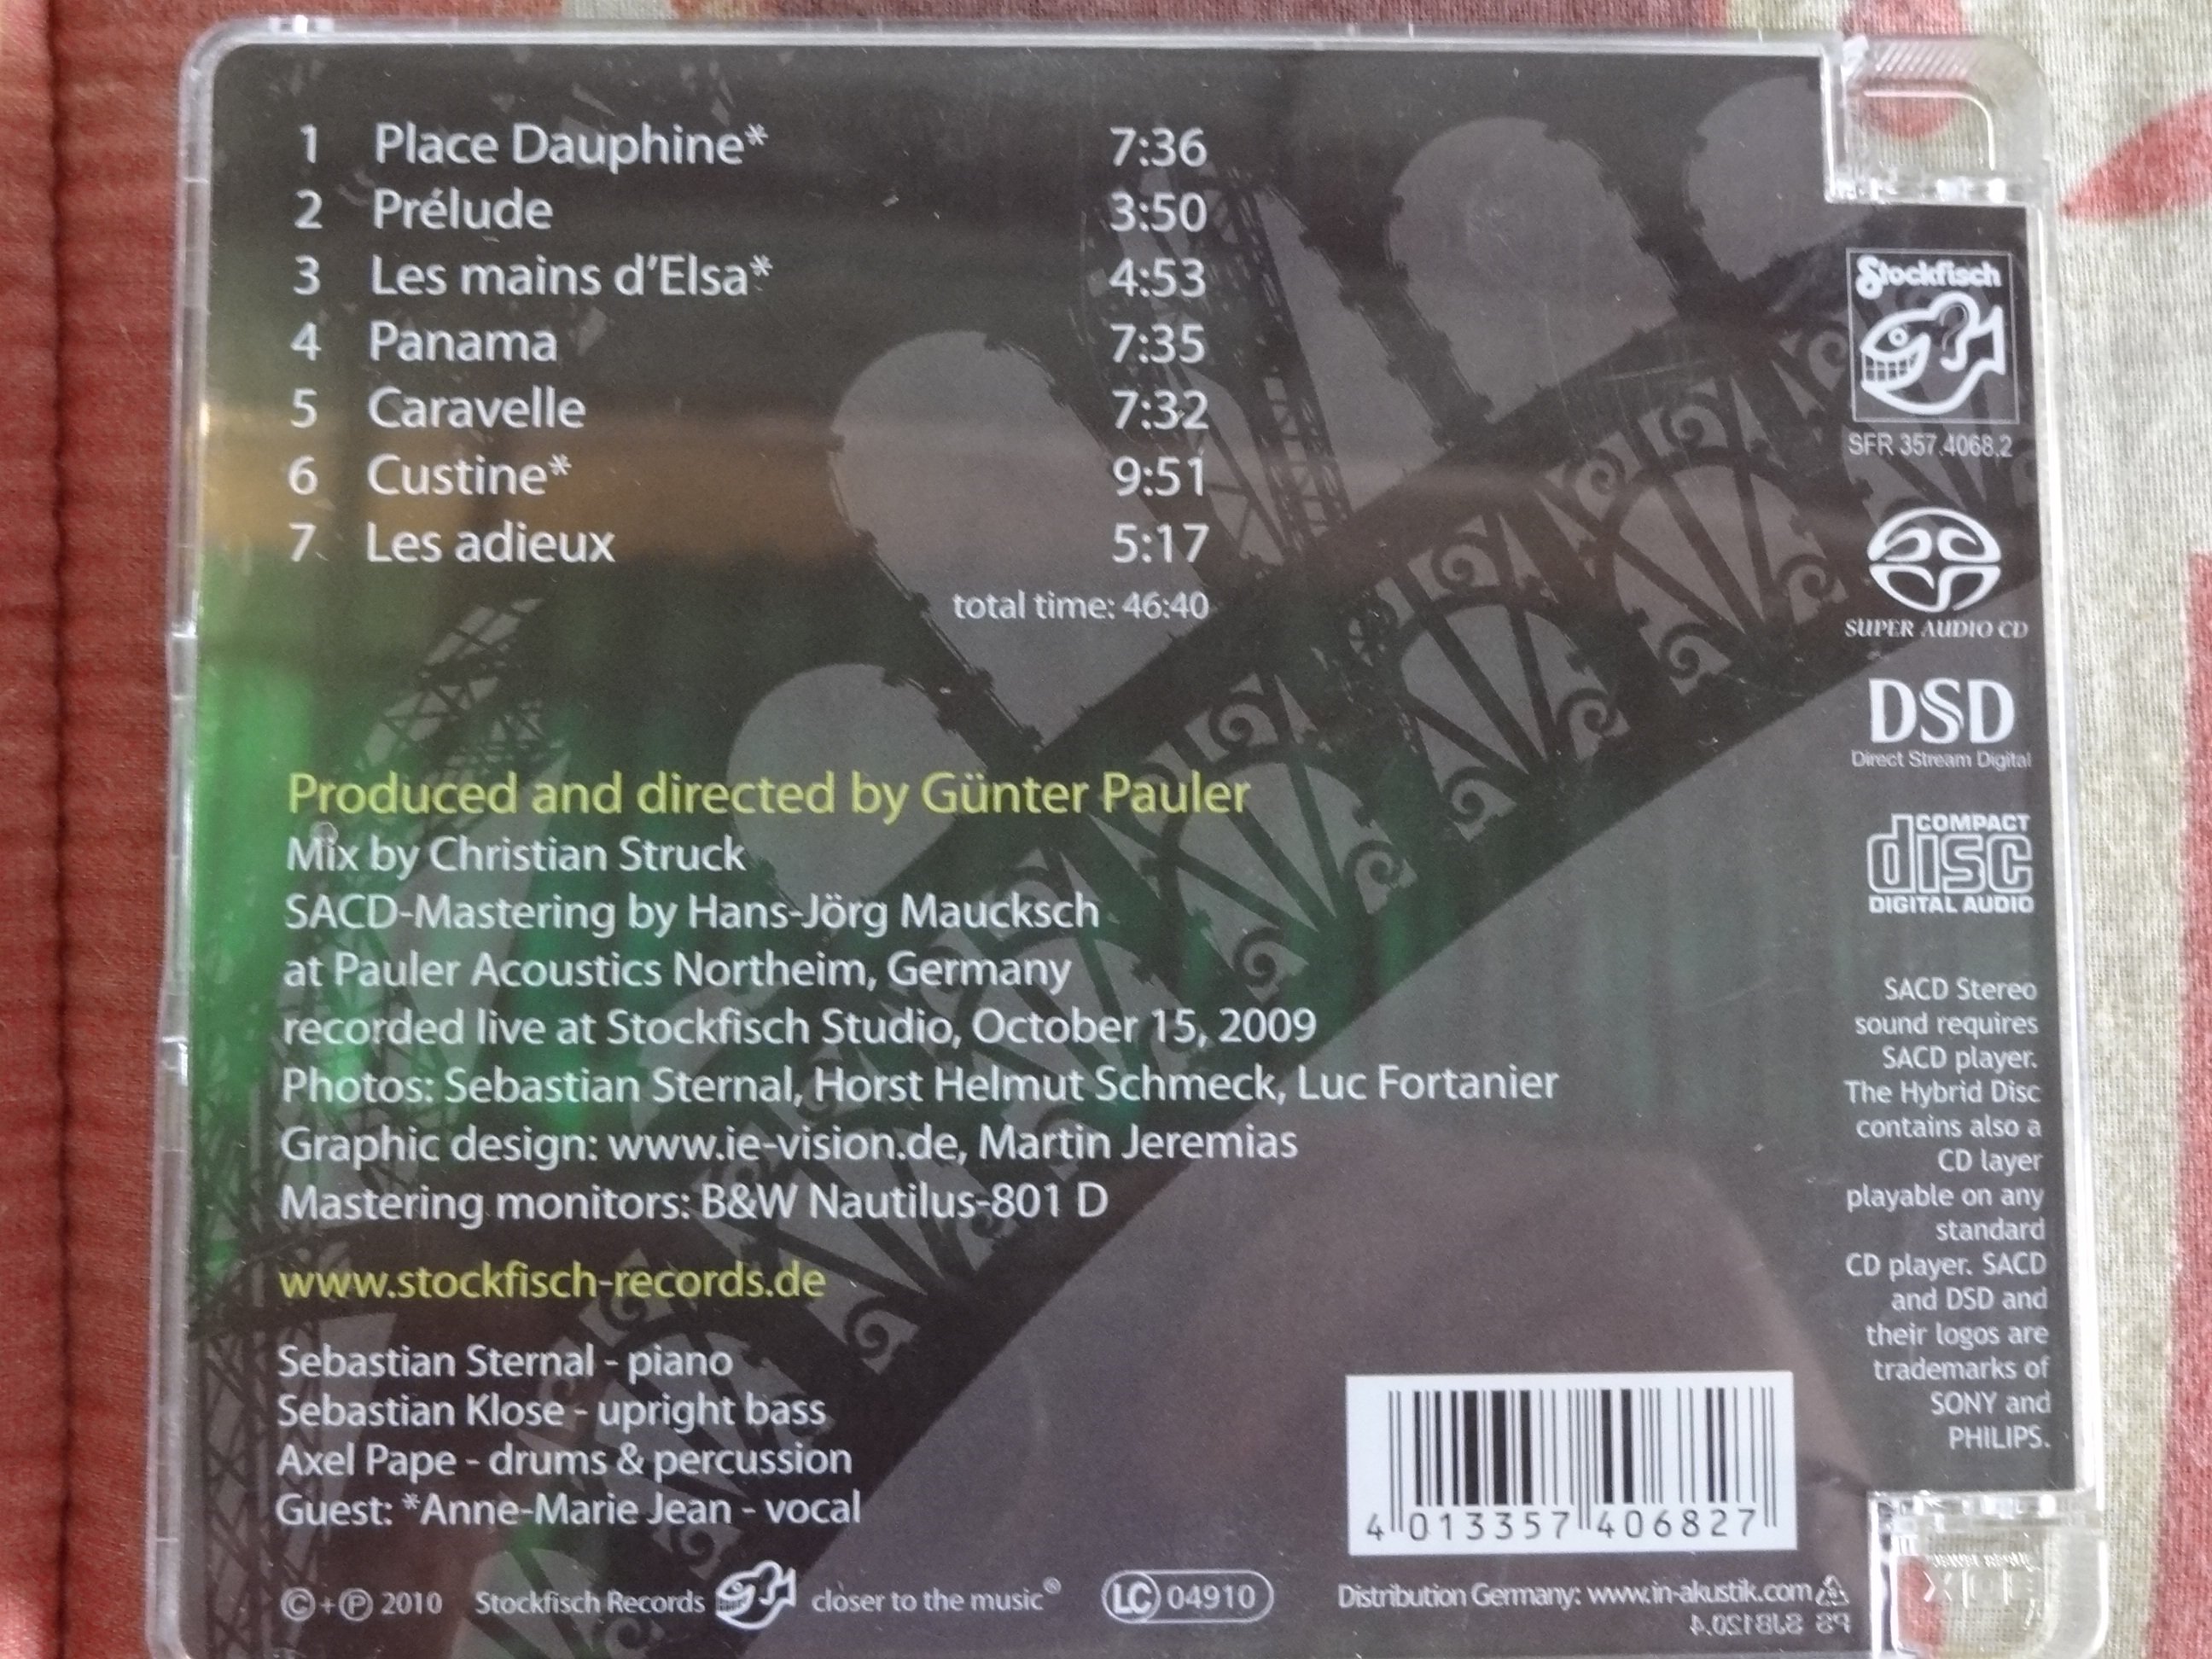 1 Place Dauphine* 7:36
2 Prélude 3:50
3 Les mains d'Elsa* 4:53
4 Panama 7:35
5 Caravelle 7:32
6 Custine* 9:51
7 Les adieux 5:17
total time: 46:40
Produced and directed by Günter Pauler
Mix by Christian Struck
SACD-Mastering by Hans-Jörg Maucksch
at Pauler Acoustics Northeim, Germany
recorded live at Stockfisch Studio, October 15, 2009
Photos: Sebastian Sternal, Horst Helmut Schmeck, Luc Fortanier
Graphic design: www.ie-vision.de, Martin Jeremias
Mastering monitors: B&W Nautilus-801 D
www.stockfisch-records.de
Sebastian Sternal - piano
Sebastian Klose - upright bass
Axel Pape - drums & percussion
Guest: *Anne-Marie Jean - vocal
© + ℗ 2010 Stockfisch Records closer to the music® LC 04910 Distribution Germany: www.in-akustik.com
4 013357 406827
Stockfisch
SFR 357.4068.2
SUPER AUDIO CD
DSD
Direct Stream Digital
COMPACT
disc
DIGITAL AUDIO
SACD Stereo
sound requires
SACD player.
The Hybrid Disc
contains also a
CD layer
playable on any
standard
CD player. SACD
and DSD and
their logos are
trademarks of
SONY and
PHILIPS.